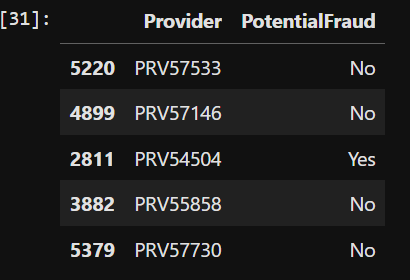 [31]:
Provider PotentialFraud
5220 PRV57533 No
4899 PRV57146 No
2811 PRV54504 Yes
3882 PRV55858 No
5379 PRV57730 No